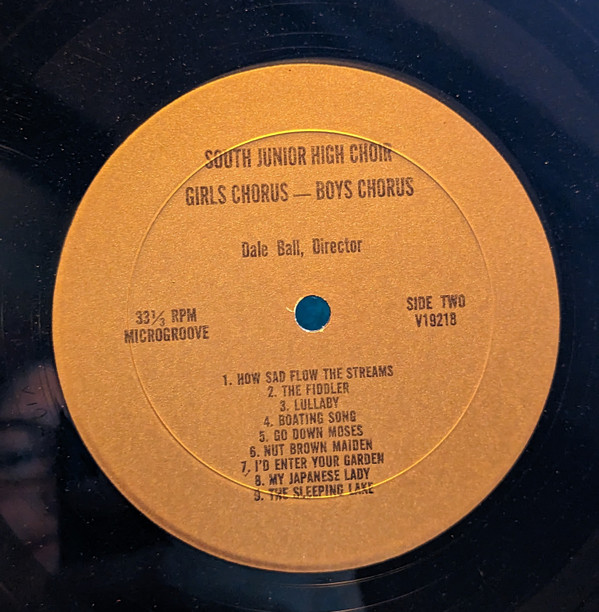 SOUTH JUNIOR HIGH CHOIR
GIRLS CHORUS — BOYS CHORUS
Dale Ball, Director
33⅓ RPM
MICROGROOVE
SIDE TWO
V19218
1. HOW SAD FLOW THE STREAMS
2. THE FIDDLER
3. LULLABY
4. BOATING SONG
5. GO DOWN MOSES
6. NUT BROWN MAIDEN
7. I'D ENTER YOUR GARDEN
8. MY JAPANESE LADY
9. THE SLEEPING LAKE